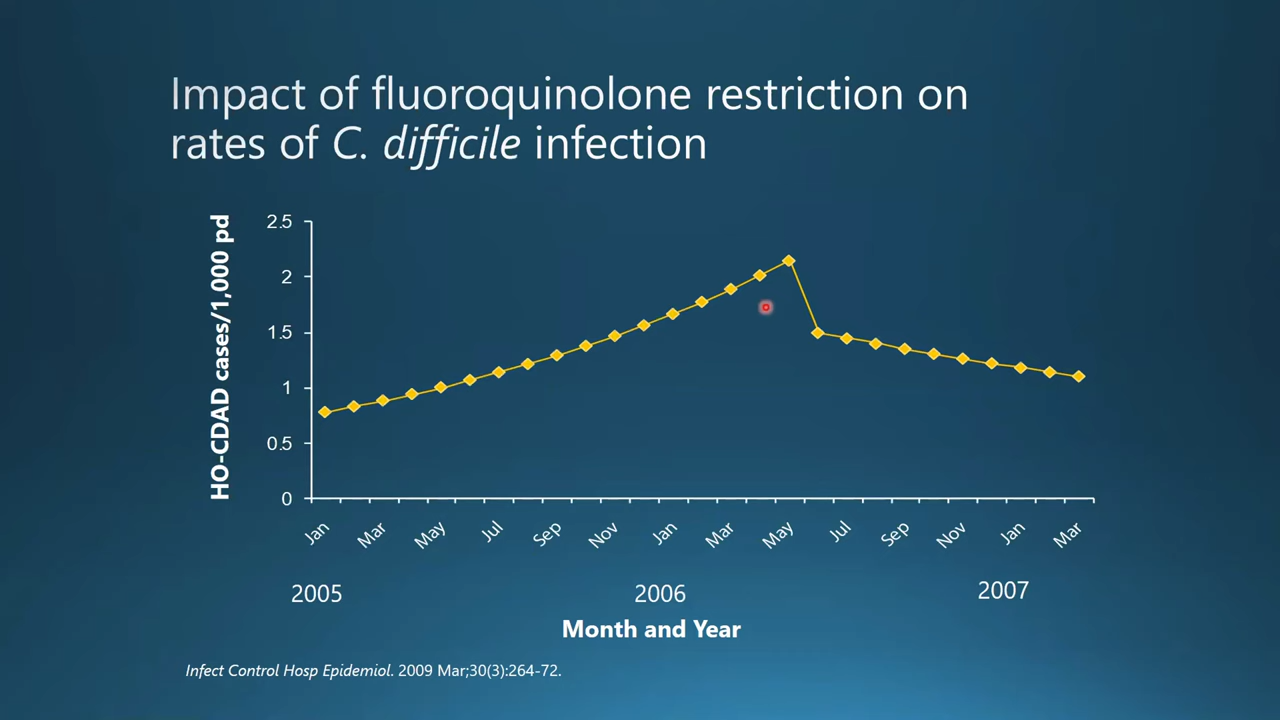 Impact of fluoroquinolone restriction on
rates of C. difficile infection
HO-CDAD cases/1,000 pd
2.5
2
1.5
1
0.5
0
Jan Mar May Jul Sep Nov Jan Mar May Jul Sep Nov Jan Mar
2005 2006 2007
Month and Year
Infect Control Hosp Epidemiol. 2009 Mar;30(3):264-72.